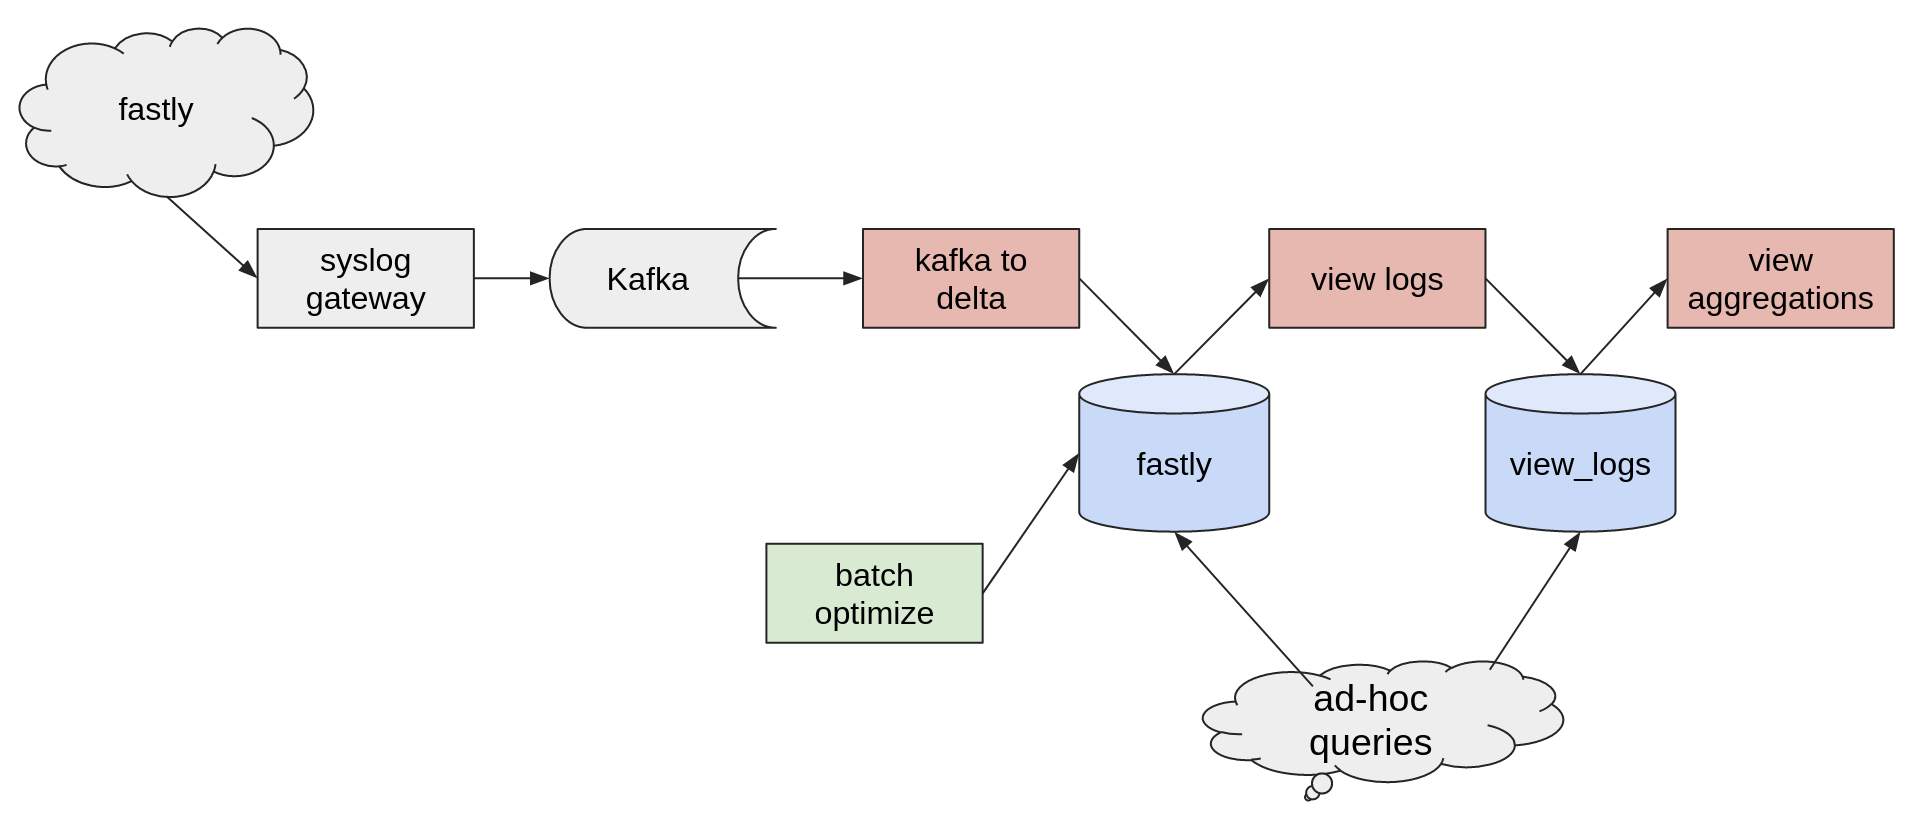 fastly
syslog
gateway
Kafka
kafka to
delta
view logs
view
aggregations
fastly
view_logs
batch
optimize
ad-hoc
queries